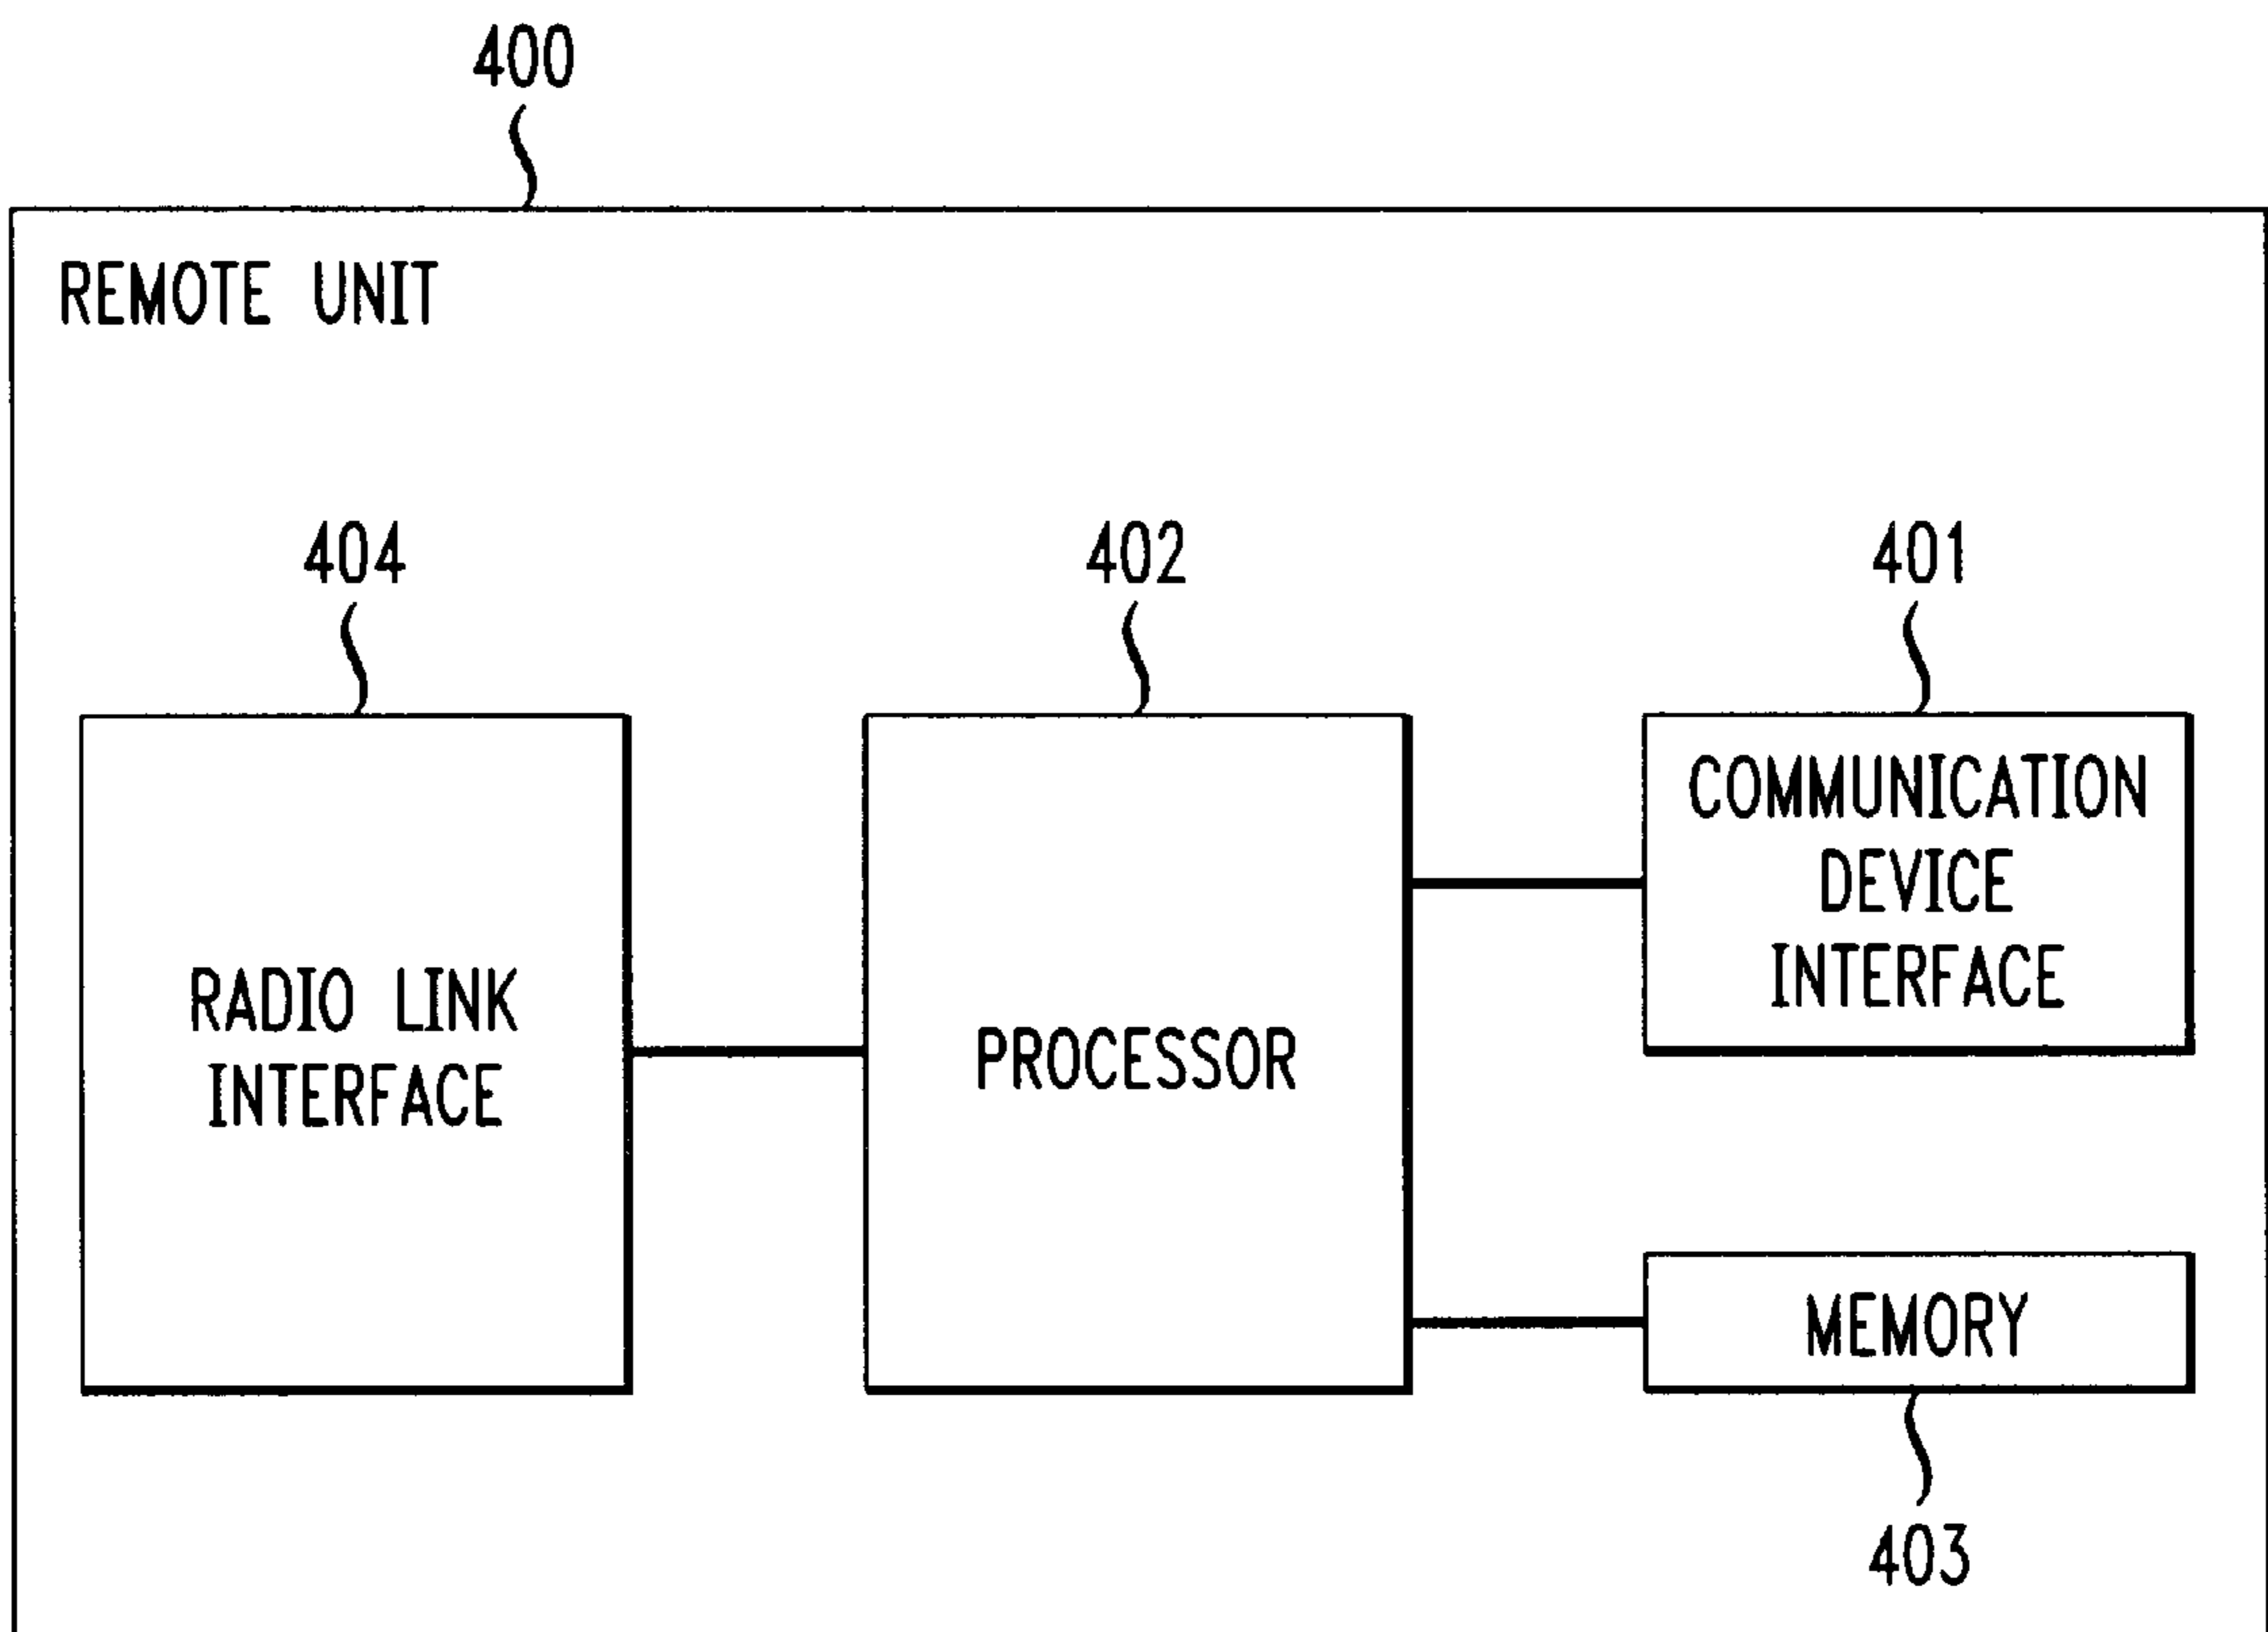 400
REMOTE UNIT
404
402
401
RADIO LINK
INTERFACE
PROCESSOR
COMMUNICATION
DEVICE
INTERFACE
MEMORY
403